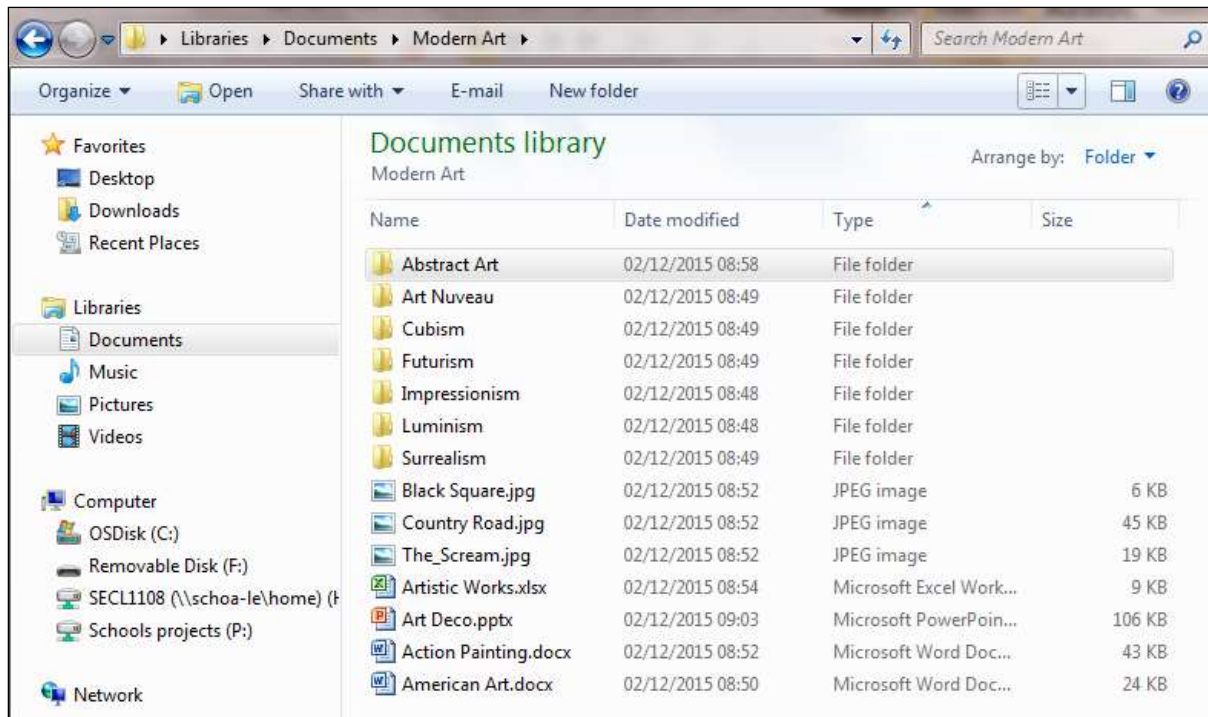 Libraries Documents Modern Art Search Modern Art
Organize Open Share with E-mail New folder
Favorites
Desktop
Downloads
Recent Places
Libraries
Documents
Music
Pictures
Videos
Computer
OSDisk (C:)
Removable Disk (F:)
SECL1108 (\\schoa-le\home) (H
Schools projects (P:)
Network
Documents library
Modern Art
Arrange by: Folder
Name Date modified Type Size
Abstract Art 02/12/2015 08:58 File folder
Art Nuveau 02/12/2015 08:49 File folder
Cubism 02/12/2015 08:49 File folder
Futurism 02/12/2015 08:49 File folder
Impressionism 02/12/2015 08:48 File folder
Luminism 02/12/2015 08:48 File folder
Surrealism 02/12/2015 08:49 File folder
Black Square.jpg 02/12/2015 08:52 JPEG image 6 KB
Country Road.jpg 02/12/2015 08:52 JPEG image 45 KB
The_Scream.jpg 02/12/2015 08:52 JPEG image 19 KB
Artistic Works.xlsx 02/12/2015 08:54 Microsoft Excel Work... 9 KB
Art Deco.pptx 02/12/2015 09:03 Microsoft PowerPoin... 106 KB
Action Painting.docx 02/12/2015 08:52 Microsoft Word Doc... 43 KB
American Art.docx 02/12/2015 08:50 Microsoft Word Doc... 24 KB